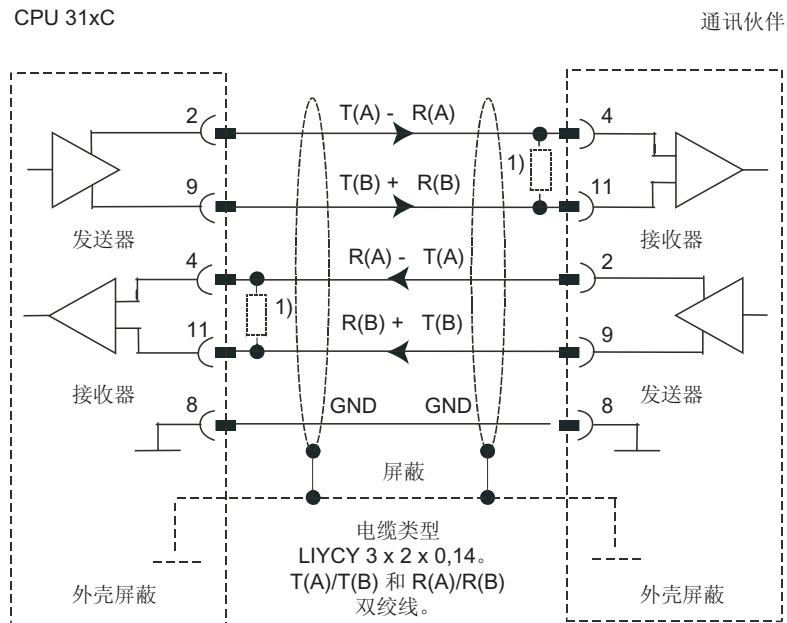 CPU 31xC
通讯伙伴
2
T(A) - R(A)
4
1)
9
T(B) + R(B)
11
发送器
接收器
4
R(A) - T(A)
2
1)
11
R(B) + T(B)
9
接收器
发送器
8
GND
GND
8
屏蔽
电缆类型
LIYCY 3 x 2 x 0,14。
T(A)/T(B) 和 R(A)/R(B)
双绞线。
外壳屏蔽
外壳屏蔽